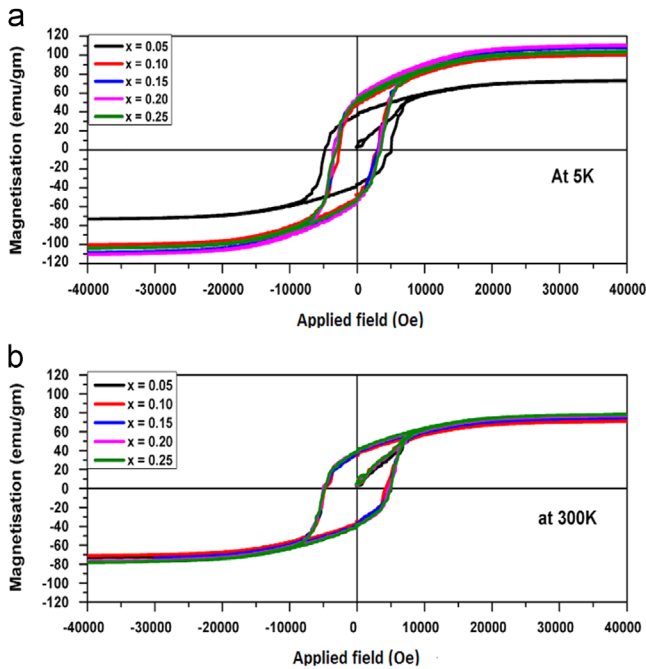 a
120
100
80
60
40
20
0
-20
-40
-60
-80
-100
-120
Magnetisation (emu/gm)
x = 0.05
x = 0.10
x = 0.15
x = 0.20
x = 0.25
At 5K
-40000 -30000 -20000 -10000 0 10000 20000 30000 40000
Applied field (Oe)
b
120
100
80
60
40
20
0
-20
-40
-60
-80
-100
-120
Magnetisation (emu/gm)
x = 0.05
x = 0.10
x = 0.15
x = 0.20
x = 0.25
at 300K
-40000 -30000 -20000 -10000 0 10000 20000 30000 40000
Applied field (Oe)